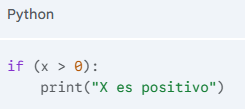 Python
if (x > 0):
    print("X es positivo")